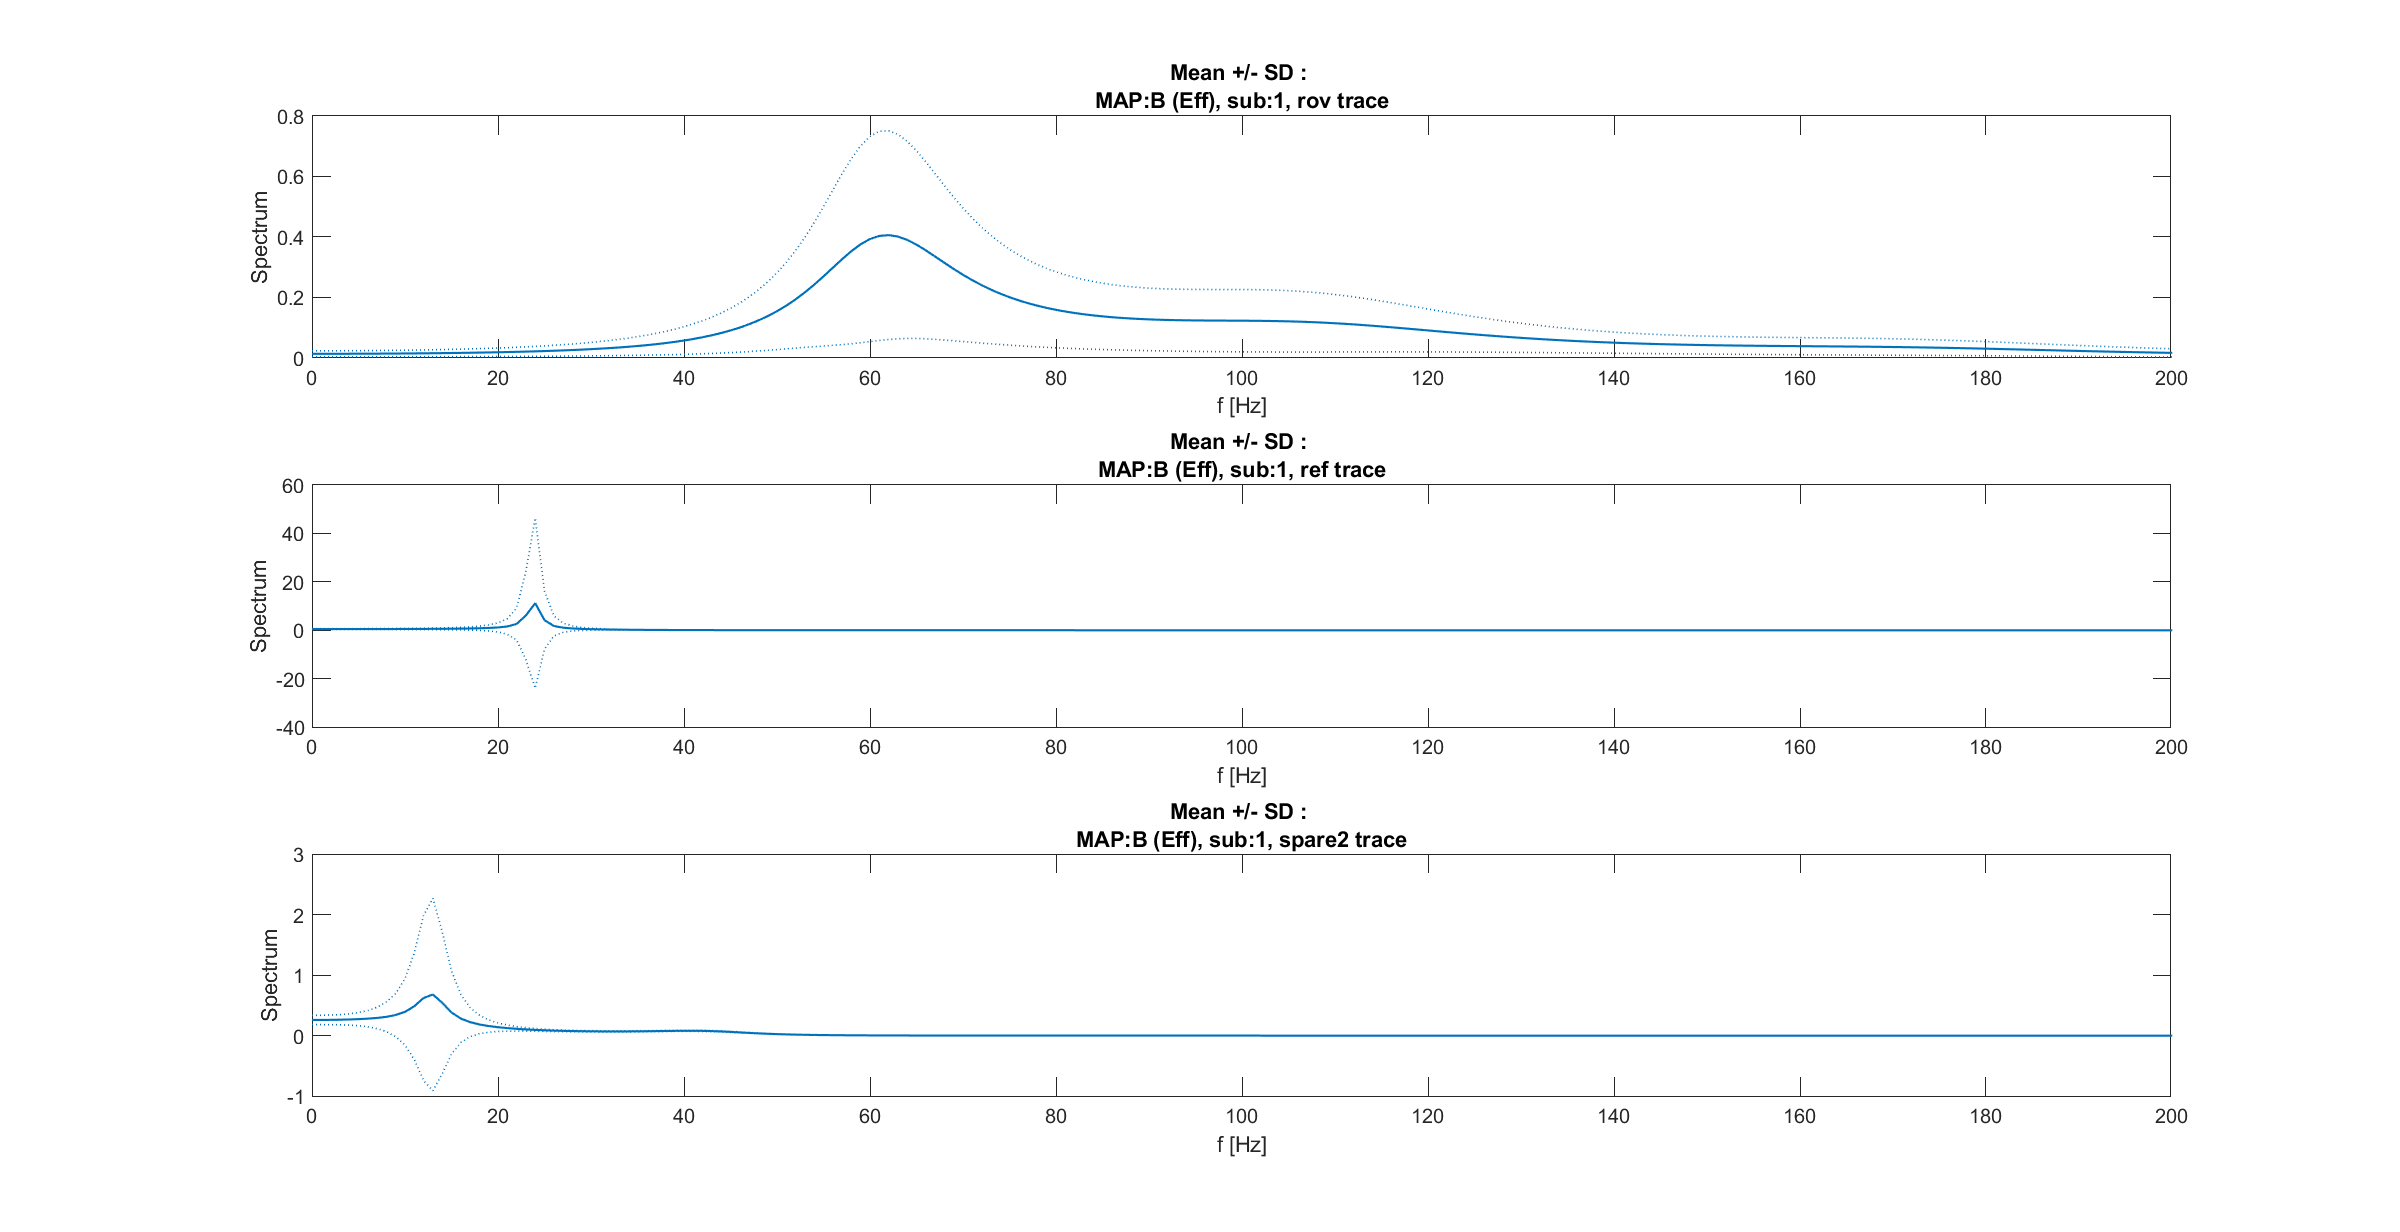 Mean +/- SD :
MAP:B (Eff), sub:1, rov trace
0.8
0.6
0.4
0.2
0
Spectrum
0 20 40 60 80 100 120 140 160 180 200
f [Hz]
Mean +/- SD :
MAP:B (Eff), sub:1, ref trace
60
40
20
0
-20
-40
Spectrum
0 20 40 60 80 100 120 140 160 180 200
f [Hz]
Mean +/- SD :
MAP:B (Eff), sub:1, spare2 trace
3
2
1
0
-1
Spectrum
0 20 40 60 80 100 120 140 160 180 200
f [Hz]